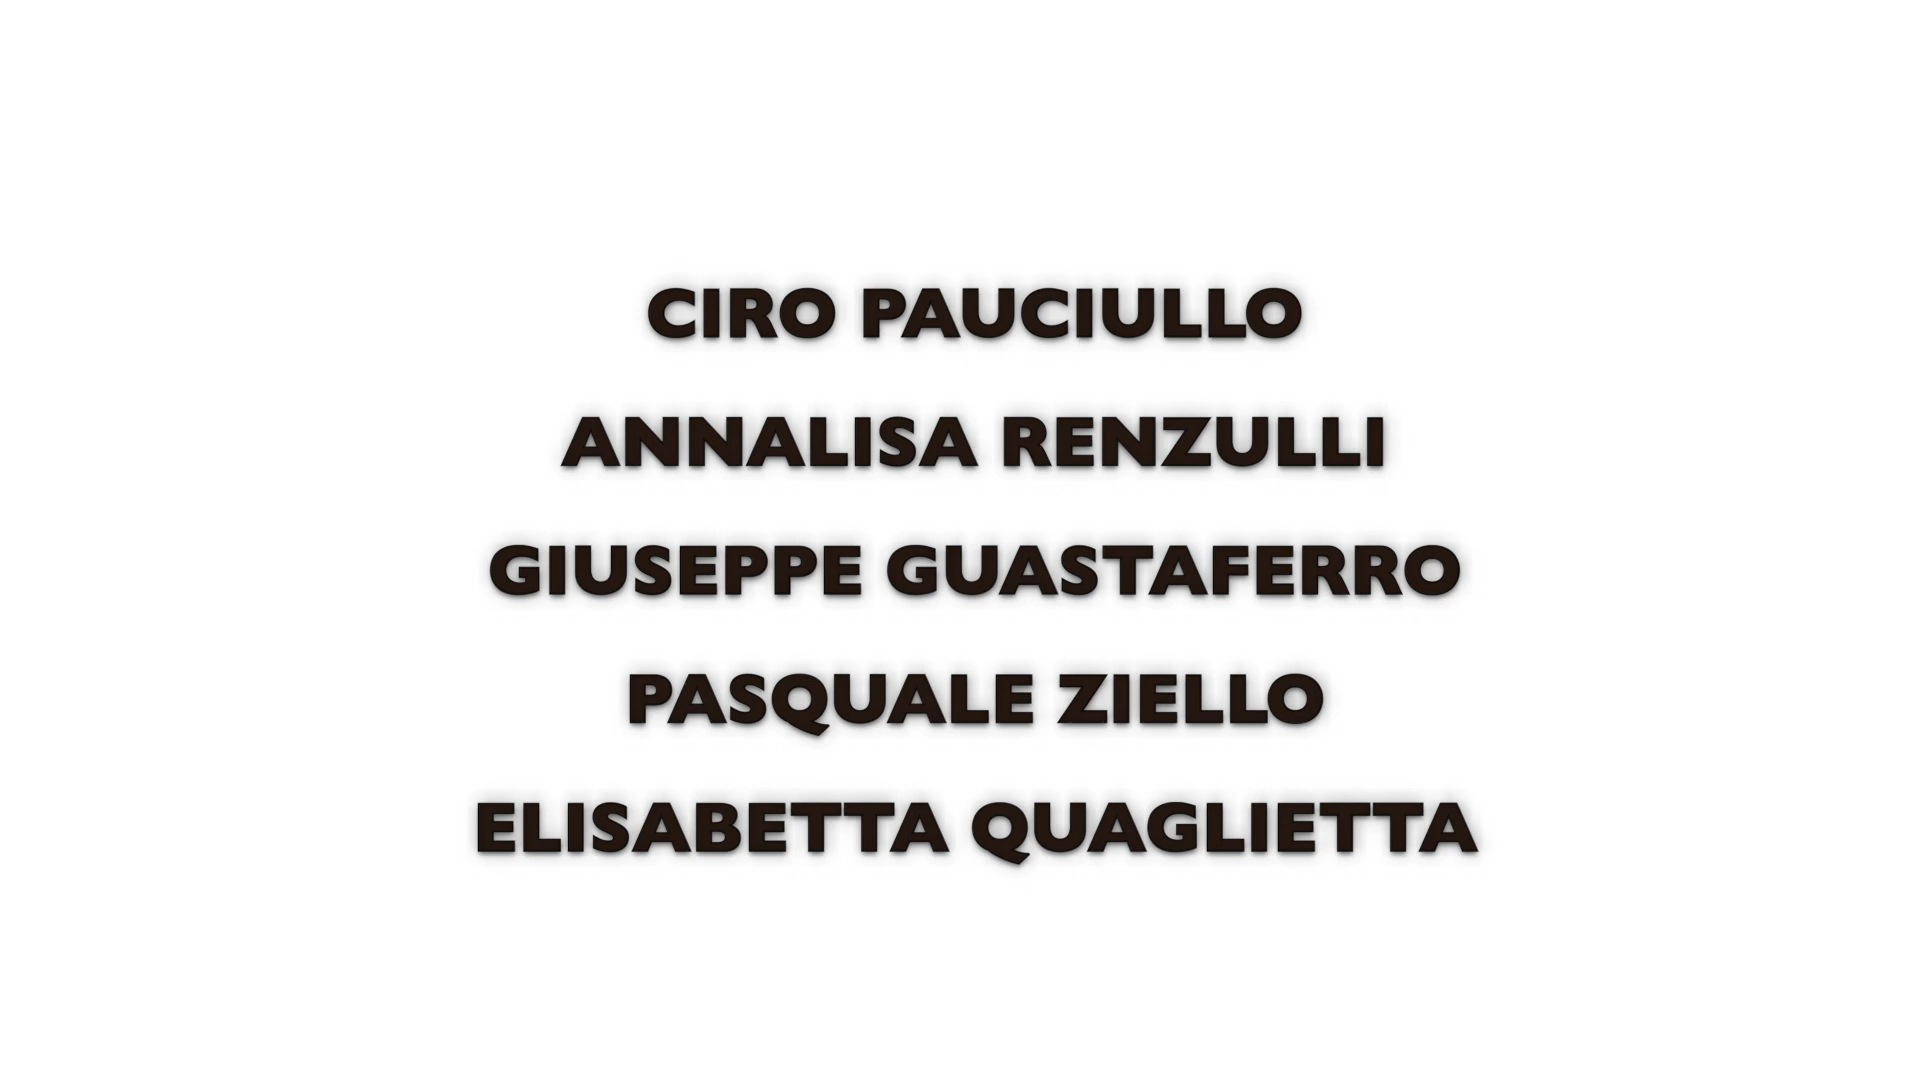 CIRO PAUCIULLO
ANNALISA RENZULLI
GIUSEPPE GUASTAFERRO
PASQUALE ZIELLO
ELISABETTA QUAGLIETTA